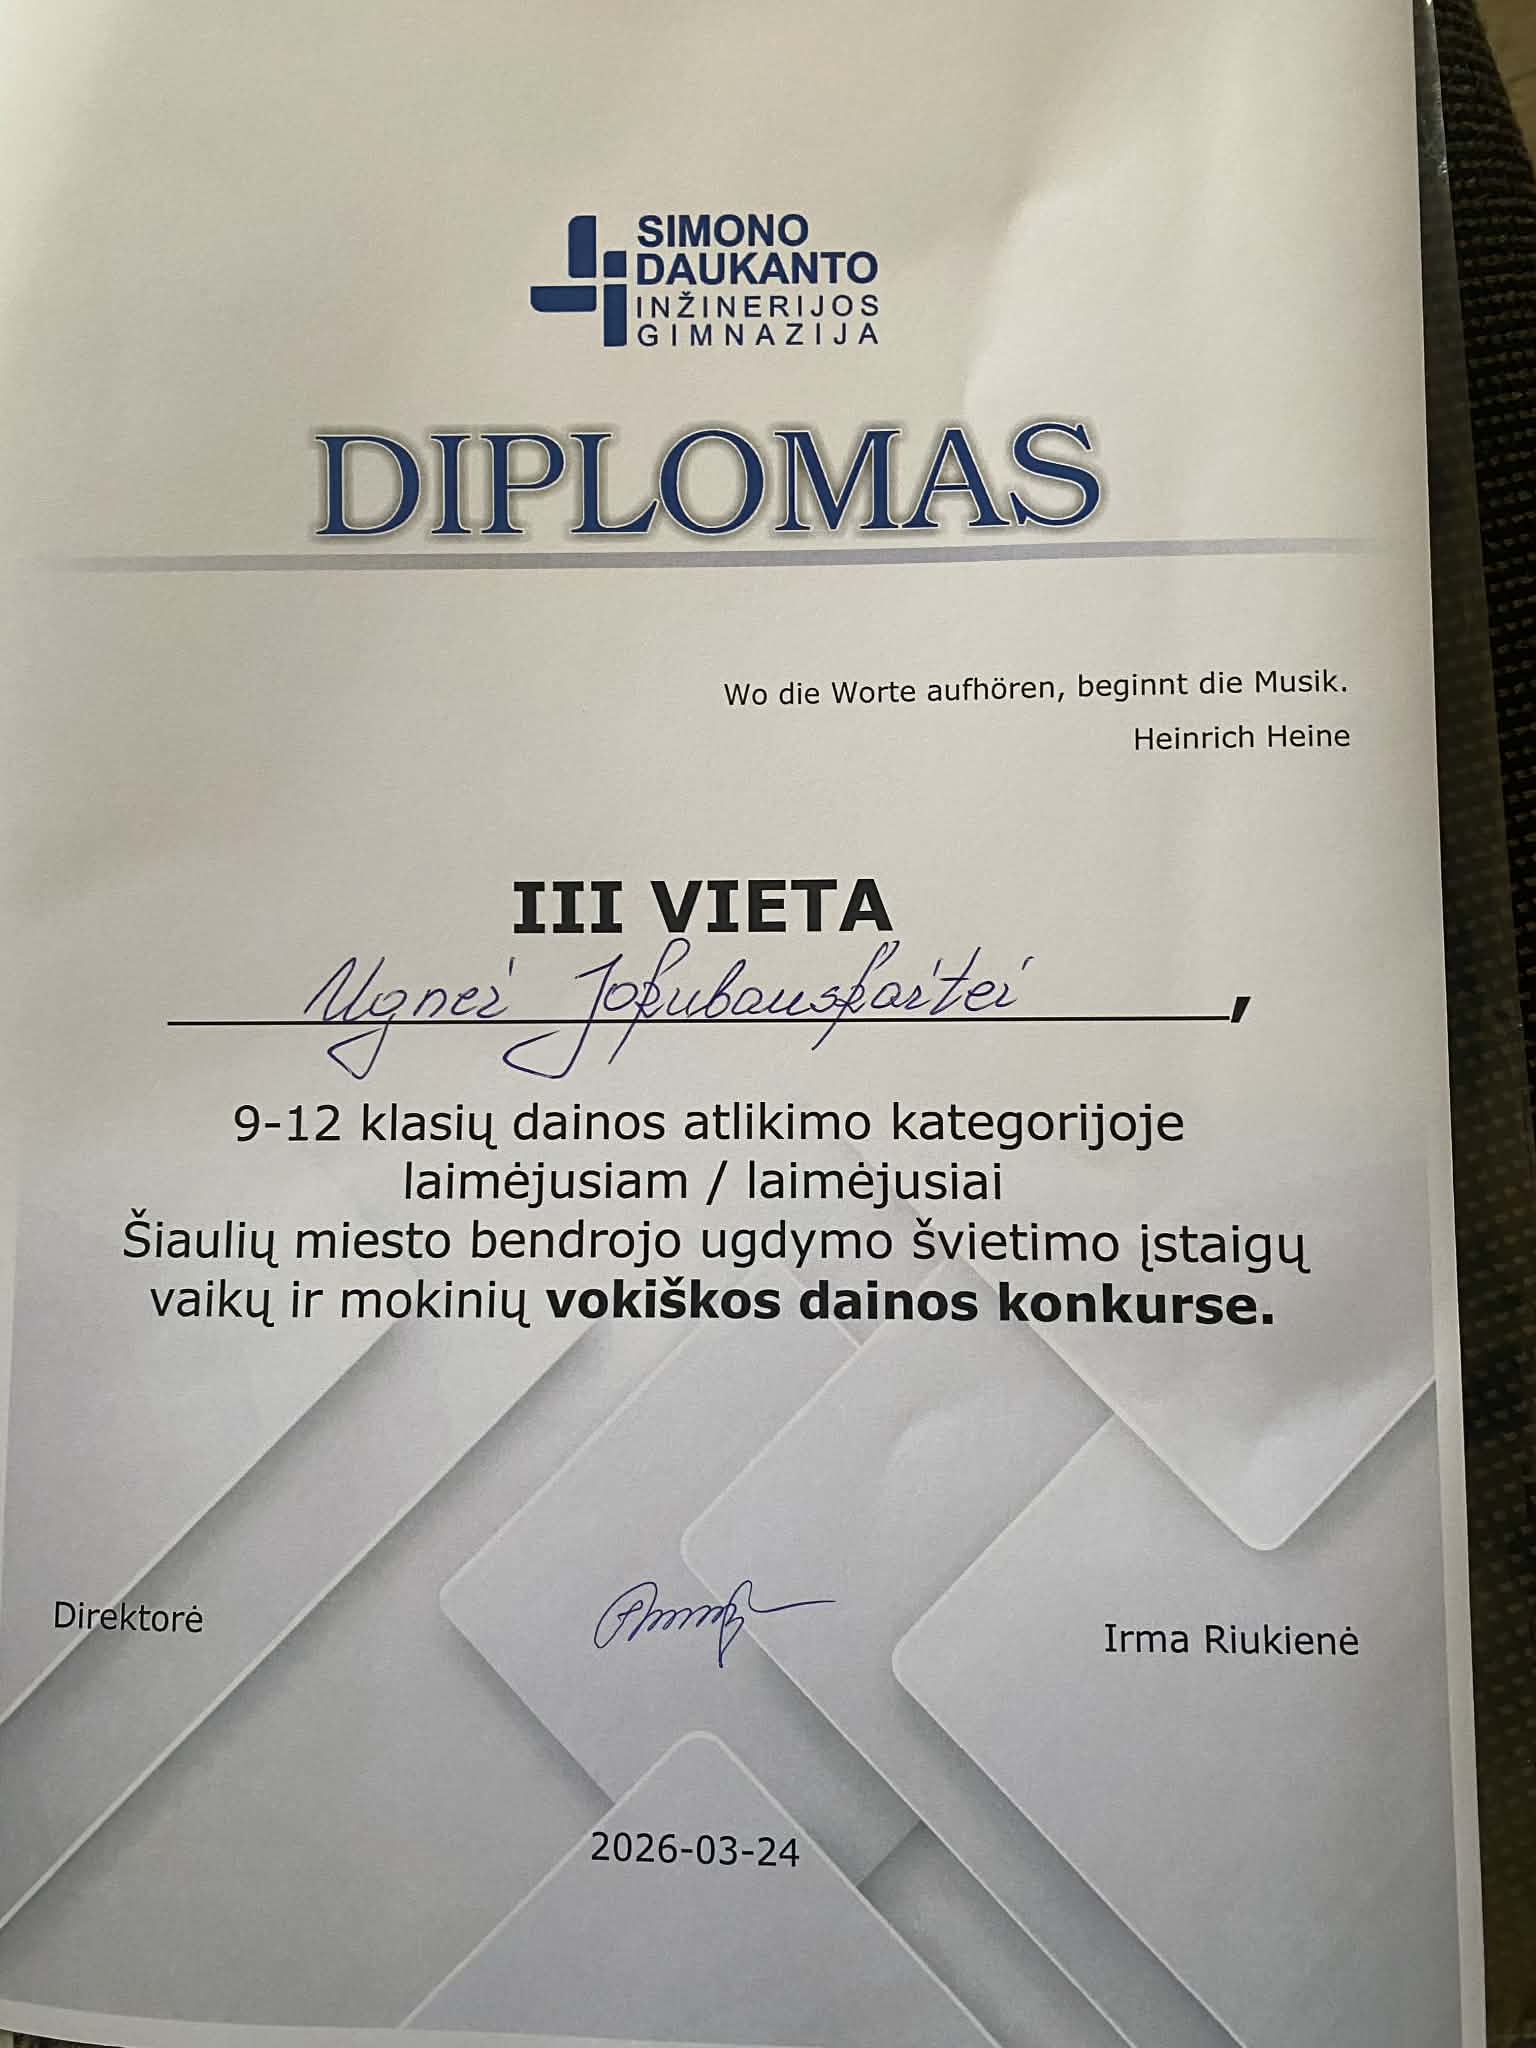 SIMONO
DAUKANTO
INŽINERIJOS
GIMNAZIJA
DIPLOMAS
Wo die Worte aufhören, beginnt die Musik.
Heinrich Heine
III VIETA
Ugnei Jokubauskaitei,
9-12 klasių dainos atlikimo kategorijoje
laimėjusiam / laimėjusiai
Šiaulių miesto bendrojo ugdymo švietimo įstaigų
vaikų ir mokinių vokiškos dainos konkurse.
Direktorė
Irma Riukienė
2026-03-24